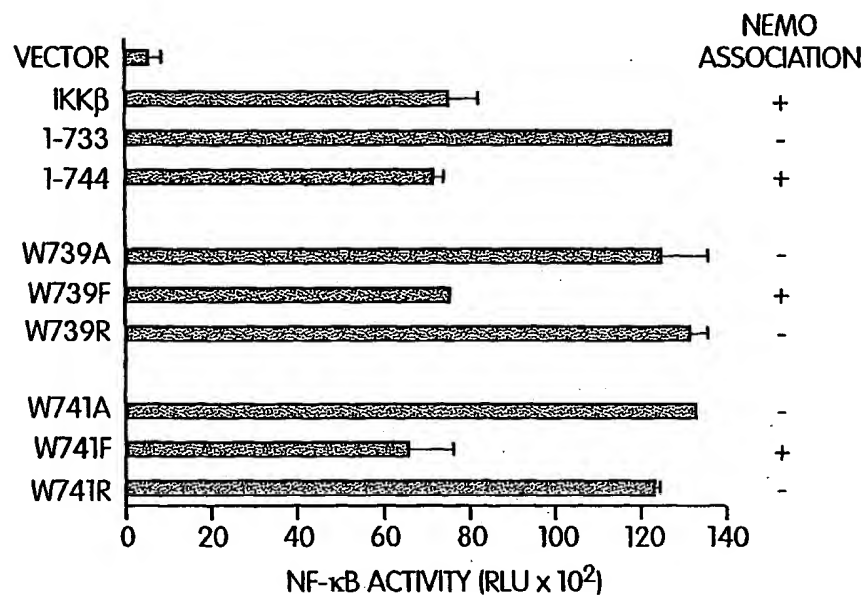 NEMO
ASSOCIATION
VECTOR
IKKβ +
1-733 -
1-744 +
W739A -
W739F +
W739R -
W741A -
W741F +
W741R -
0 20 40 60 80 100 120 140
NF-κB ACTIVITY (RLU x 10²)